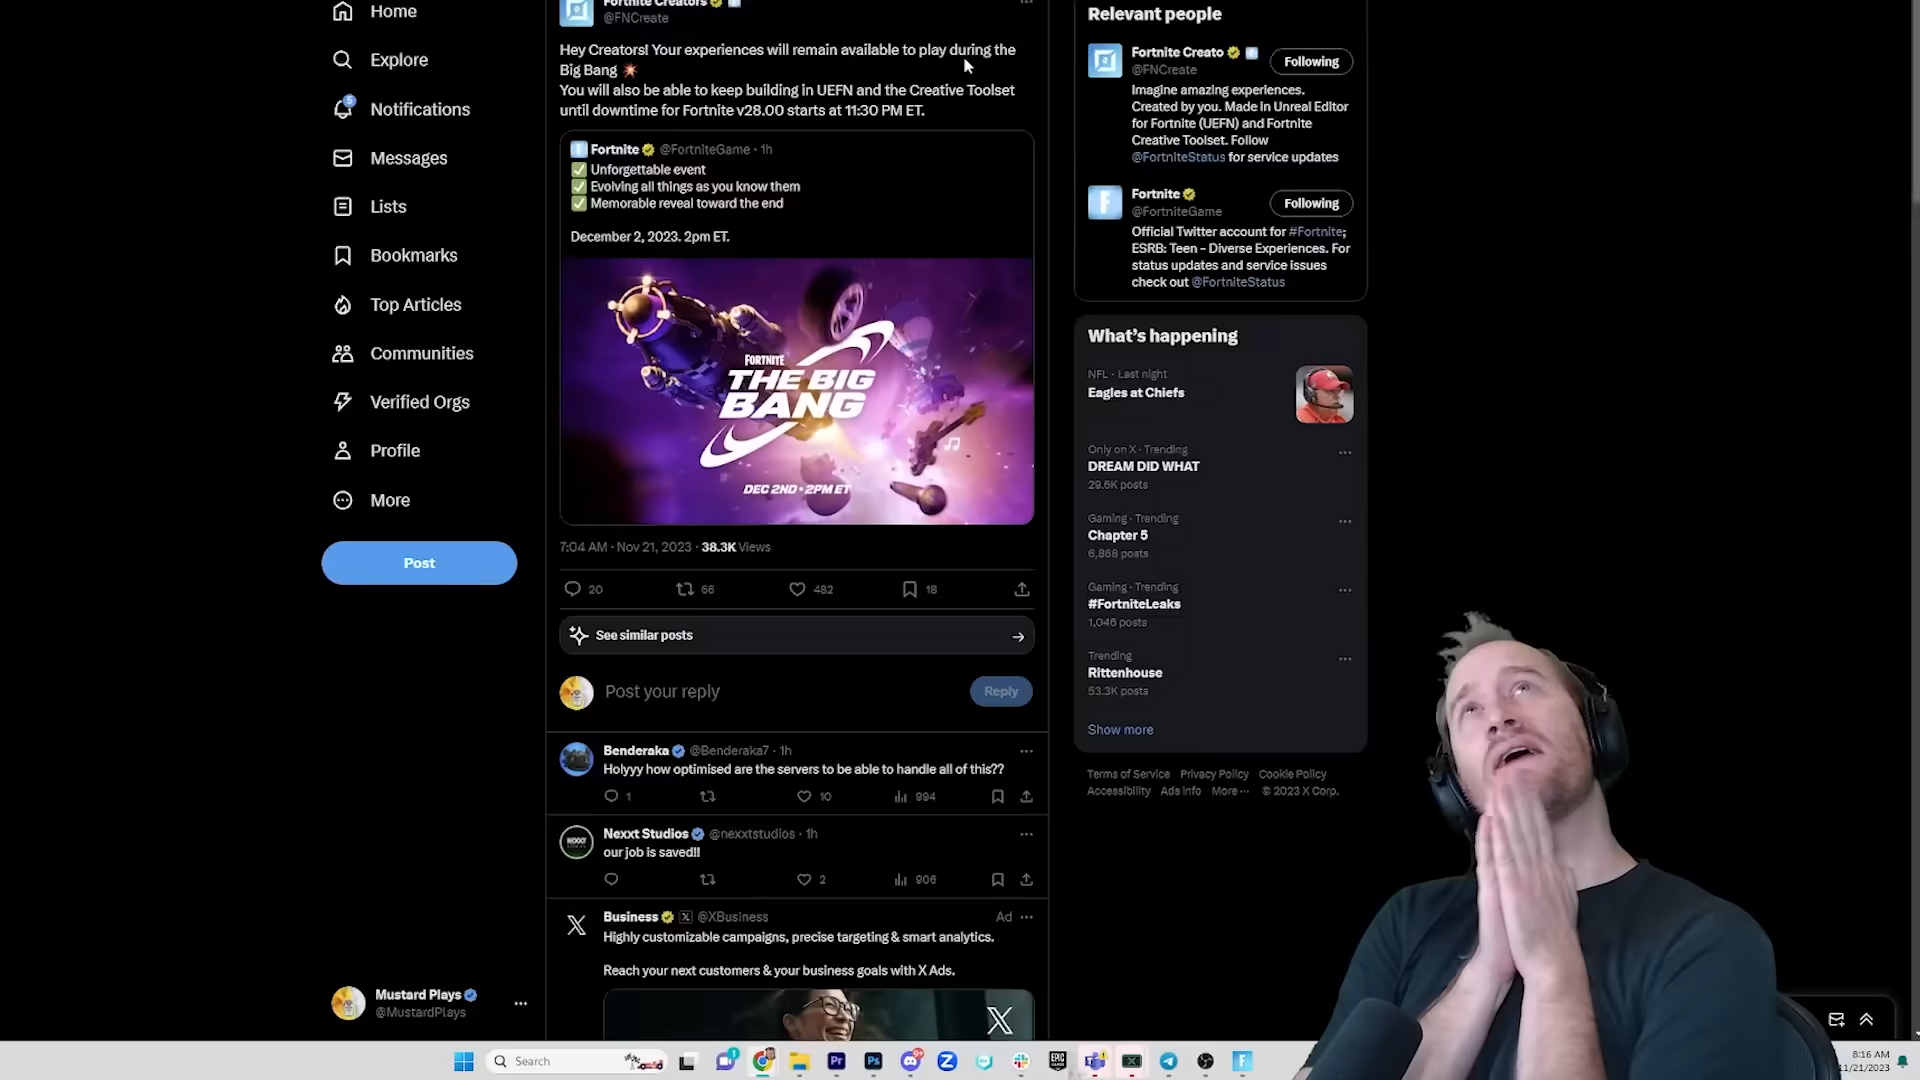 Home
Explore
Notifications
Messages
Lists
Bookmarks
Top Articles
Communities
Verified Orgs
Profile
More
Post
Mustard Plays
@MustardPlays
Fortnite Creators
@FNCreate
Hey Creators! Your experiences will remain available to play during the
Big Bang
You will also be able to keep building in UEFN and the Creative Toolset
until downtime for Fortnite v28.00 starts at 11:30 PM ET.
Fortnite @FortniteGame · 1h
Unforgettable event
Evolving all things as you know them
Memorable reveal toward the end
December 2, 2023. 2pm ET.
FORTNITE
THE BIG
BANG
DEC 2ND • 2PM ET
7:04 AM · Nov 21, 2023 · 38.3K Views
20 66 482 18
See similar posts
Post your reply
Reply
Benderaka @Benderaka7 · 1h
Holyyy how optimised are the servers to be able to handle all of this??
1 10 994
Nexxt Studios @nexxtstudios · 1h
our job is saved!!
2 906
Business @XBusiness Ad
Highly customizable campaigns, precise targeting & smart analytics.
Reach your next customers & your business goals with X Ads.
Relevant people
Fortnite Creato
@FNCreate
Following
Imagine amazing experiences.
Created by you. Made in Unreal Editor
for Fortnite (UEFN) and Fortnite
Creative Toolset. Follow
@FortniteStatus for service updates
Fortnite
@FortniteGame
Following
Official Twitter account for #Fortnite;
ESRB: Teen - Diverse Experiences. For
status updates and service issues
check out @FortniteStatus
What's happening
NFL · Last night
Eagles at Chiefs
Only on X · Trending
DREAM DID WHAT
29.6K posts
Gaming · Trending
Chapter 5
6,868 posts
Gaming · Trending
#FortniteLeaks
1,046 posts
Trending
Rittenhouse
53.3K posts
Show more
Terms of Service Privacy Policy Cookie Policy
Accessibility Ads info More ··· © 2023 X Corp.
Search
8:16 AM
11/21/2023